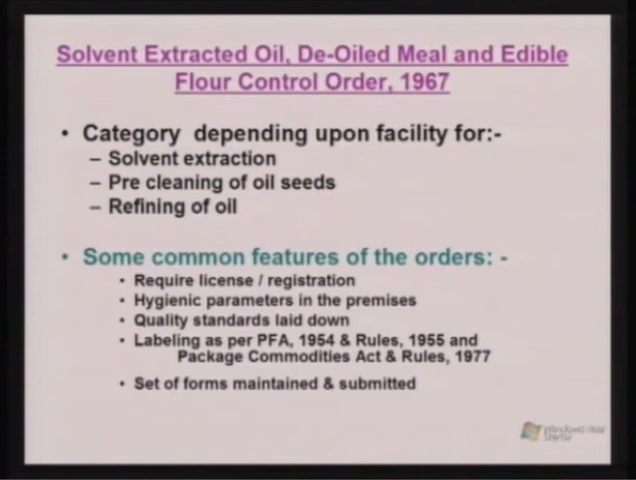 Solvent Extracted Oil, De-Oiled Meal and Edible
Flour Control Order, 1967
• Category depending upon facility for:-
– Solvent extraction
– Pre cleaning of oil seeds
– Refining of oil
• Some common features of the orders: -
• Require license / registration
• Hygienic parameters in the premises
• Quality standards laid down
• Labeling as per PFA, 1954 & Rules, 1955 and
Package Commodities Act & Rules, 1977
• Set of forms maintained & submitted
Windows
Starter